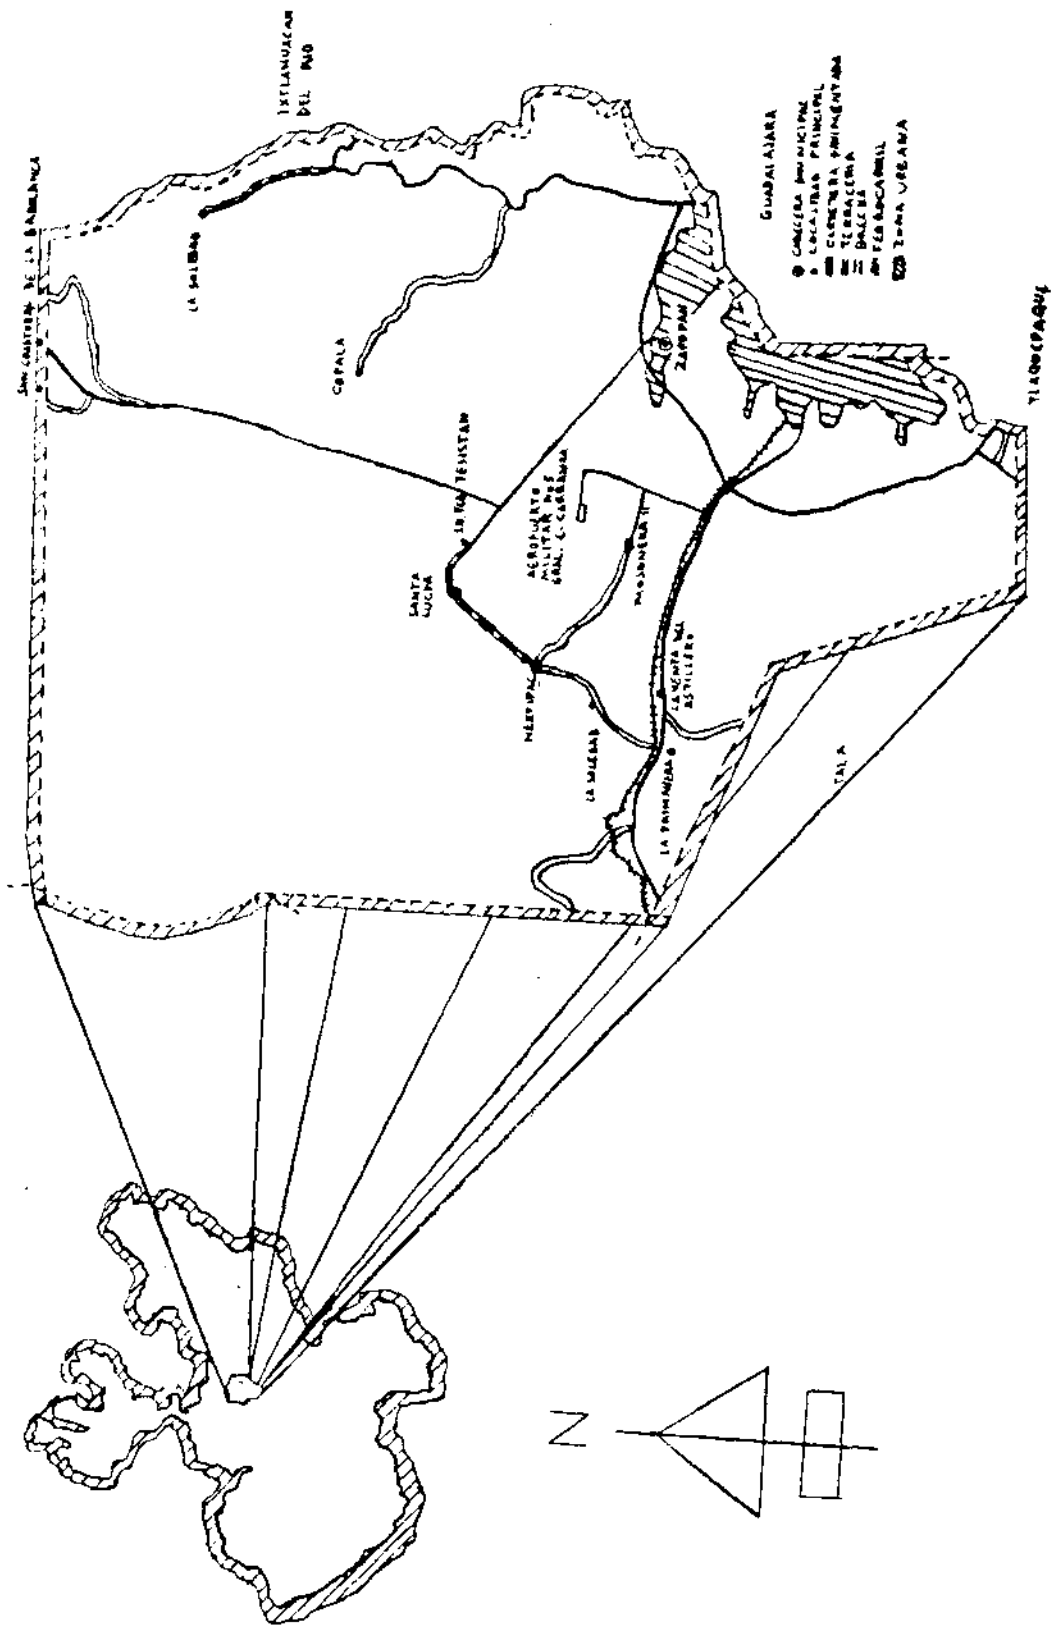 SAN CRISTOBAL DE LA BARRANCA
IXTLAHUACAN
DEL RIO
LA SOLEDAD
COPALA
TESISTAN
SANTA
LUCIA
AEROPUERTO
MILITAR
NEXTIPAC
LA SOLEDAD
LA VENTA DEL
ASTILLERO
LA PRIMAVERA
ZAPOPAN
GUADALAJARA
CABECERA MUNICIPAL
LOCALIDAD PRINCIPAL
CARRETERA PAVIMENTADA
TERRACERIA
BRECHA
FERROCARRIL
ZONA URBANA
TALA
TLAQUEPAQUE
N